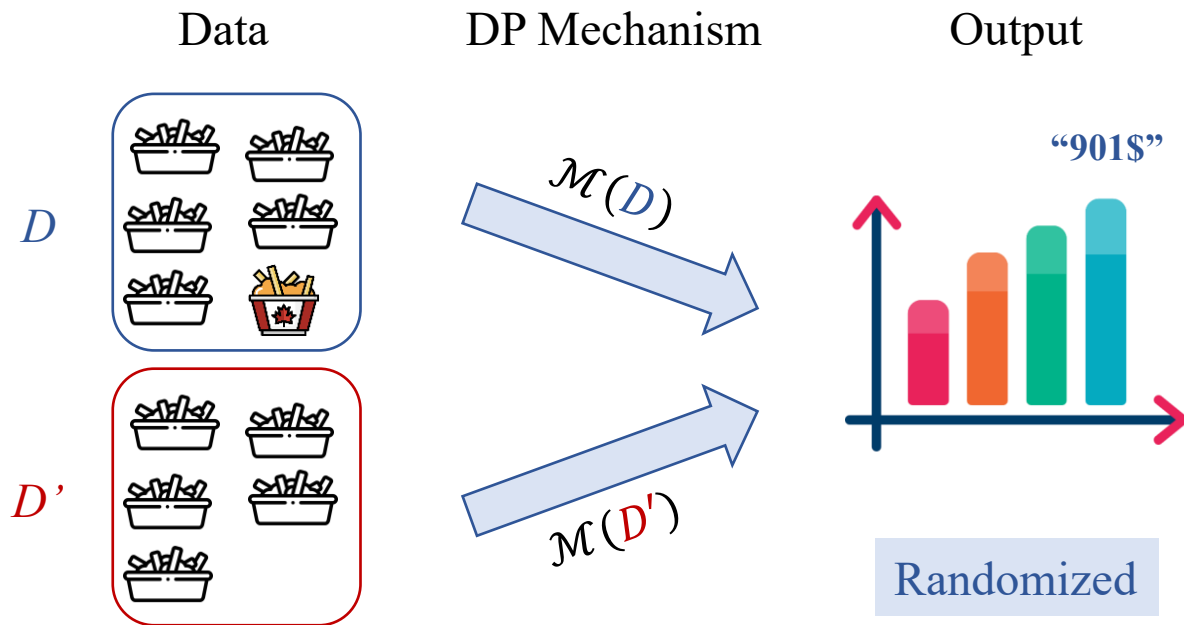 Data
DP Mechanism
Output
“901$”
D
ℳ(D)
D’
ℳ(D′)
Randomized